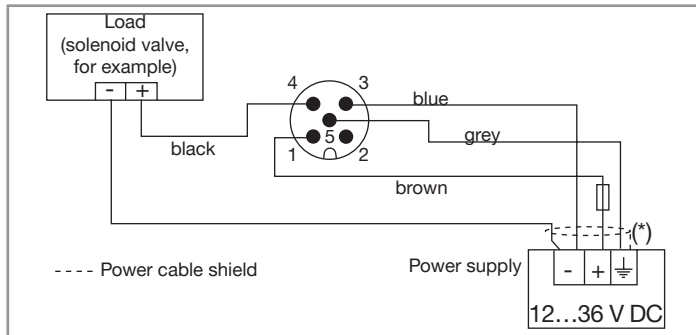 Load
(solenoid valve,
for example)
- +
4 3
blue
5
grey
black
1 2
brown
(*)
---- Power cable shield
Power supply
- +
12...36 V DC